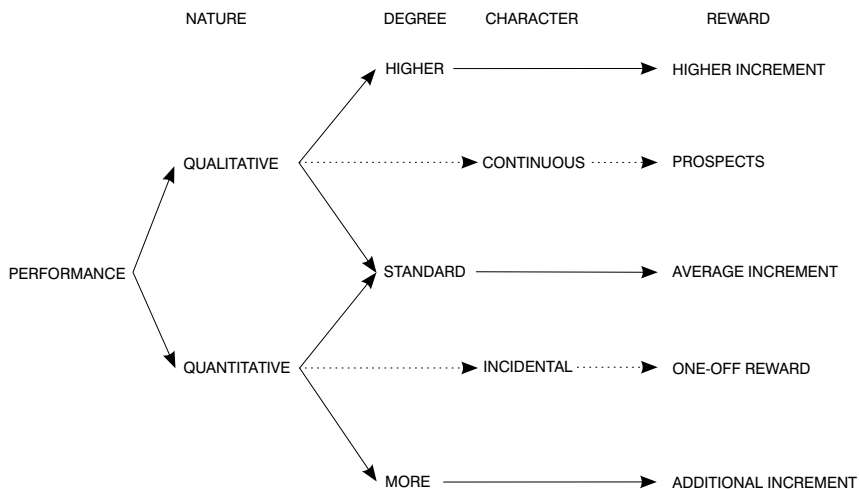 NATURE DEGREE CHARACTER REWARD
HIGHER HIGHER INCREMENT
QUALITATIVE CONTINUOUS PROSPECTS
PERFORMANCE STANDARD AVERAGE INCREMENT
QUANTITATIVE INCIDENTAL ONE-OFF REWARD
MORE ADDITIONAL INCREMENT